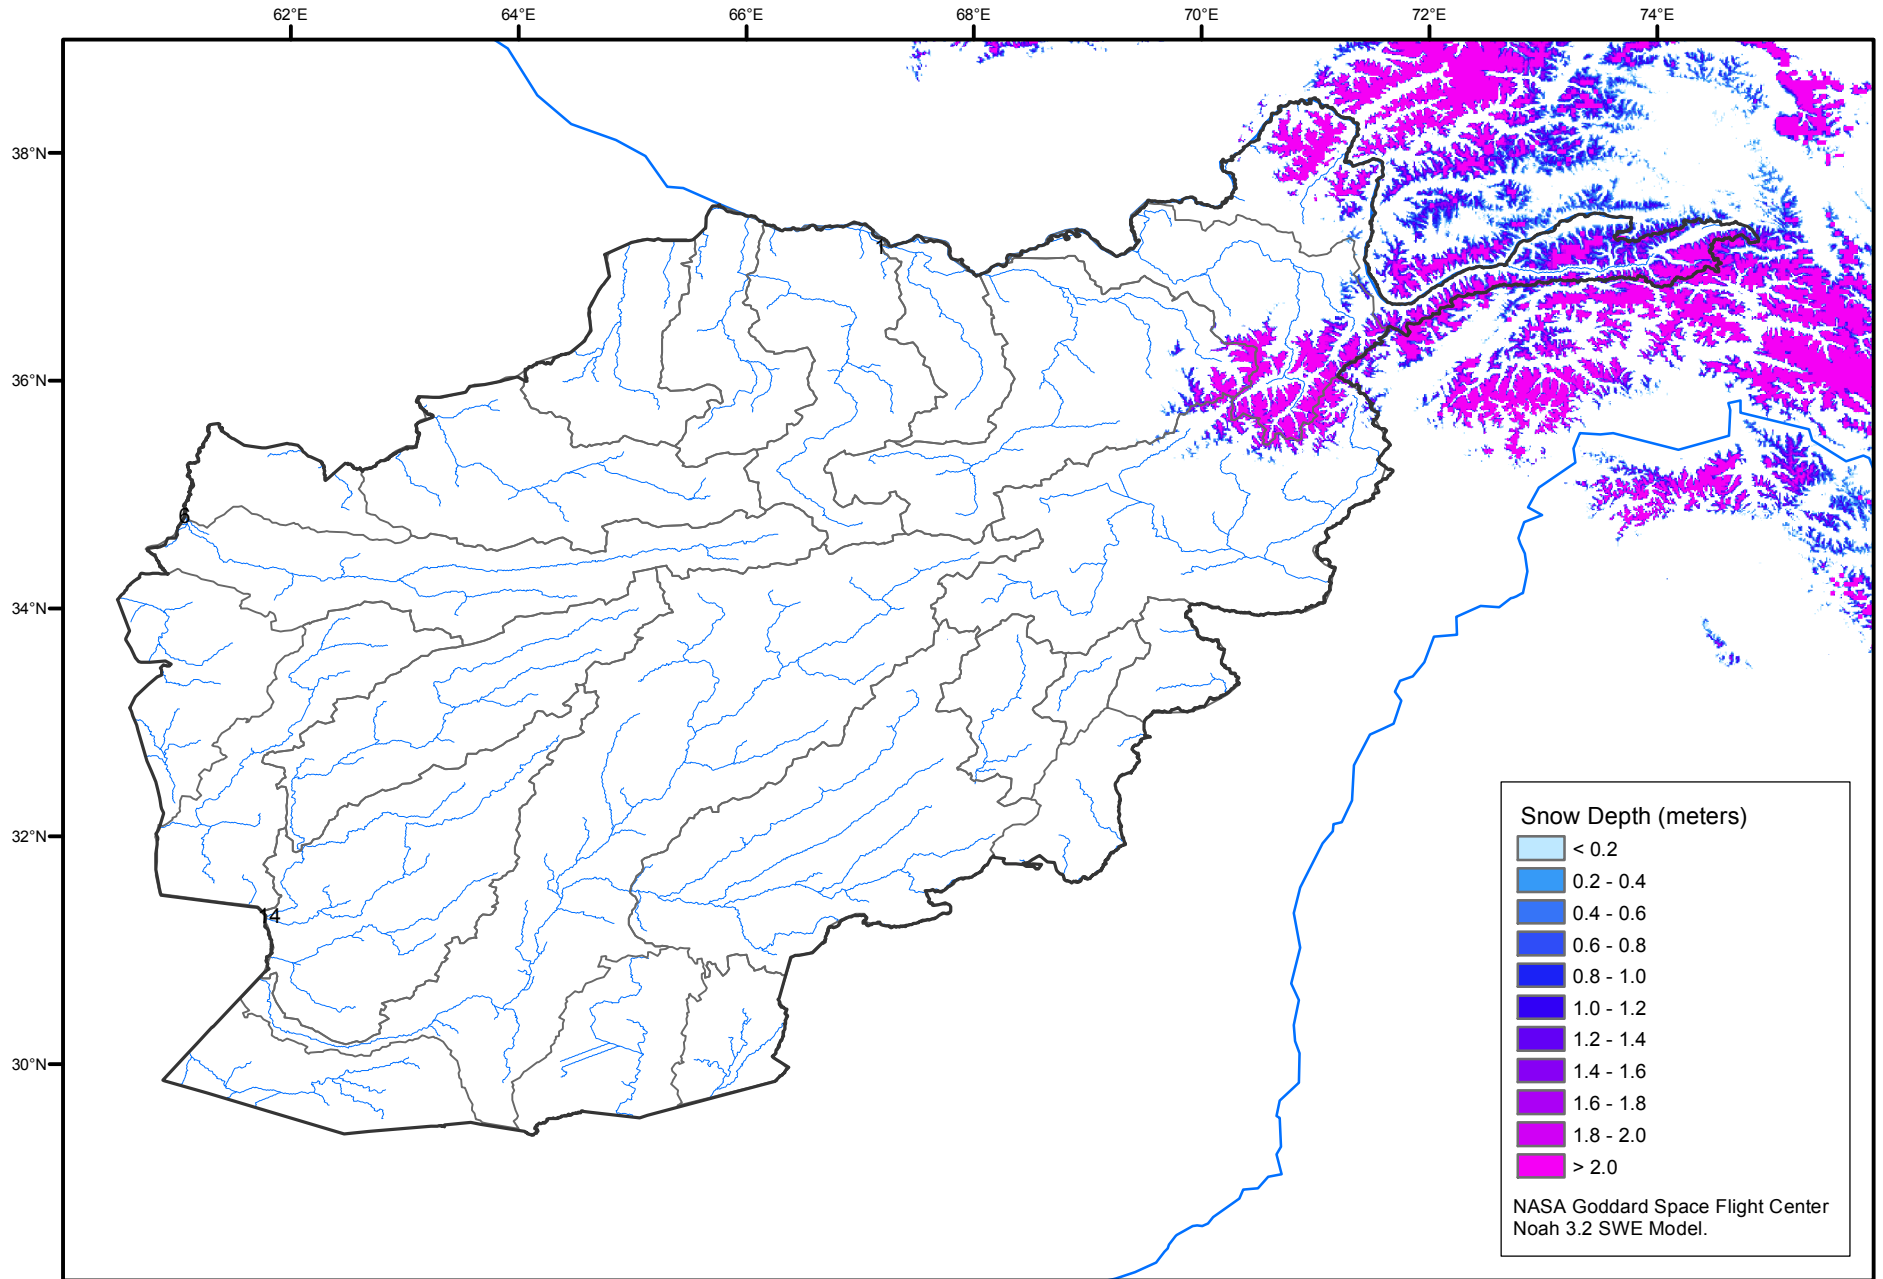 62°E 64°E 66°E 68°E 70°E 72°E 74°E
38°N
1
36°N
6
34°N
32°N
14
30°N
Snow Depth (meters)
< 0.2
0.2 - 0.4
0.4 - 0.6
0.6 - 0.8
0.8 - 1.0
1.0 - 1.2
1.2 - 1.4
1.4 - 1.6
1.6 - 1.8
1.8 - 2.0
> 2.0
NASA Goddard Space Flight Center
Noah 3.2 SWE Model.